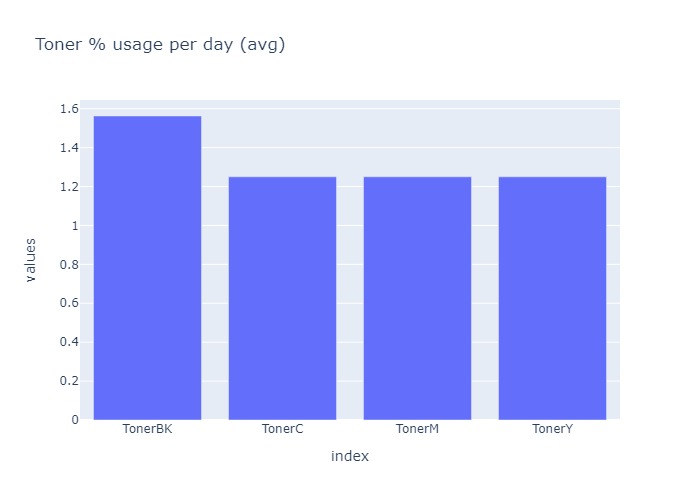 Toner % usage per day (avg)
1.6
1.4
1.2
1
0.8
0.6
0.4
0.2
0
values
TonerBK TonerC TonerM TonerY
index